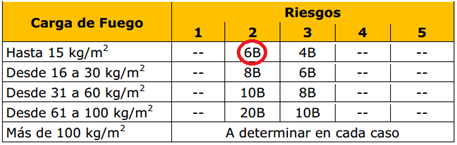 Carga de Fuego Riesgos
1 2 3 4 5
Hasta 15 kg/m² -- 6B 4B -- --
Desde 16 a 30 kg/m² -- 8B 6B -- --
Desde 31 a 60 kg/m² -- 10B 8B -- --
Desde 61 a 100 kg/m² -- 20B 10B -- --
Más de 100 kg/m² A determinar en cada caso